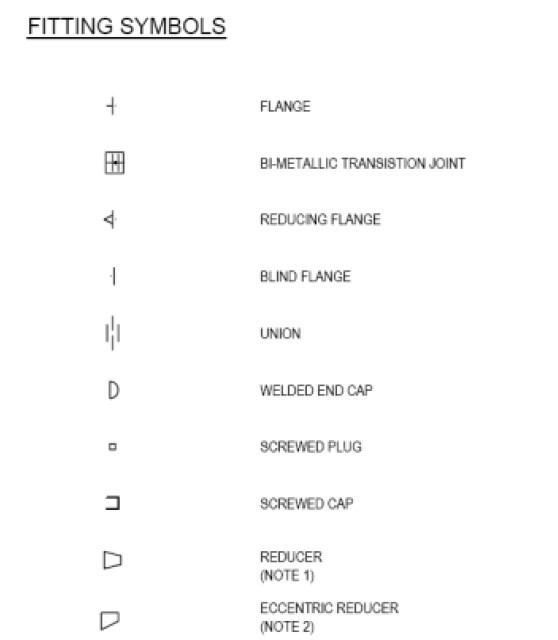 FITTING SYMBOLS
FLANGE
BI-METALLIC TRANSISTION JOINT
REDUCING FLANGE
BLIND FLANGE
UNION
WELDED END CAP
SCREWED PLUG
SCREWED CAP
REDUCER
(NOTE 1)
ECCENTRIC REDUCER
(NOTE 2)